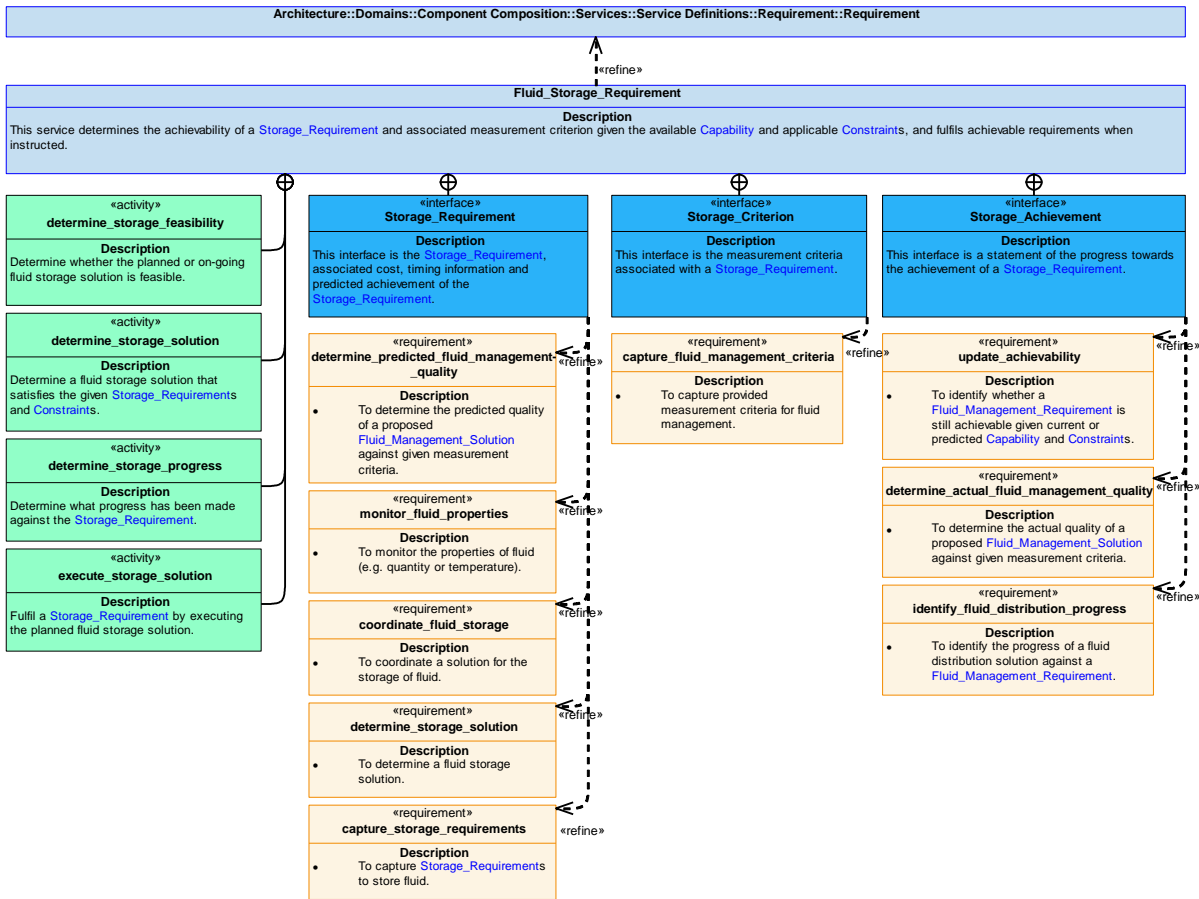 Architecture::Domains::Component Composition::Services::Service Definitions::Requirement::Requirement
«refine»
Fluid_Storage_Requirement
Description
This service determines the achievability of a Storage_Requirement and associated measurement criterion given the available Capability and applicable Constraints, and fulfils achievable requirements when
instructed.
«activity»
determine_storage_feasibility
Description
Determine whether the planned or on-going
fluid storage solution is feasible.
«activity»
determine_storage_solution
Description
Determine a fluid storage solution that
satisfies the given Storage_Requirements
and Constraints.
«activity»
determine_storage_progress
Description
Determine what progress has been made
against the Storage_Requirement.
«activity»
execute_storage_solution
Description
Fulfil a Storage_Requirement by executing
the planned fluid storage solution.
«interface»
Storage_Requirement
Description
This interface is the Storage_Requirement,
associated cost, timing information and
predicted achievement of the
Storage_Requirement.
«requirement»
determine_predicted_fluid_management-
_quality
Description
• To determine the predicted quality
of a proposed
Fluid_Management_Solution
against given measurement
criteria.
«refine»
«requirement»
monitor_fluid_properties
Description
• To monitor the properties of fluid
(e.g. quantity or temperature).
«refine»
«requirement»
coordinate_fluid_storage
Description
• To coordinate a solution for the
storage of fluid.
«refine»
«requirement»
determine_storage_solution
Description
• To determine a fluid storage
solution.
«refine»
«requirement»
capture_storage_requirements
Description
• To capture Storage_Requirements
to store fluid.
«refine»
«interface»
Storage_Criterion
Description
This interface is the measurement criteria
associated with a Storage_Requirement.
«requirement»
capture_fluid_management_criteria
Description
• To capture provided
measurement criteria for fluid
management.
«refine»
«interface»
Storage_Achievement
Description
This interface is a statement of the progress towards
the achievement of a Storage_Requirement.
«requirement»
update_achievability
Description
• To identify whether a
Fluid_Management_Requirement is
still achievable given current or
predicted Capability and Constraints.
«refine»
«requirement»
determine_actual_fluid_management_quality
Description
• To determine the actual quality of a
proposed Fluid_Management_Solution
against given measurement criteria.
«refine»
«requirement»
identify_fluid_distribution_progress
Description
• To identify the progress of a fluid
distribution solution against a
Fluid_Management_Requirement.
«refine»